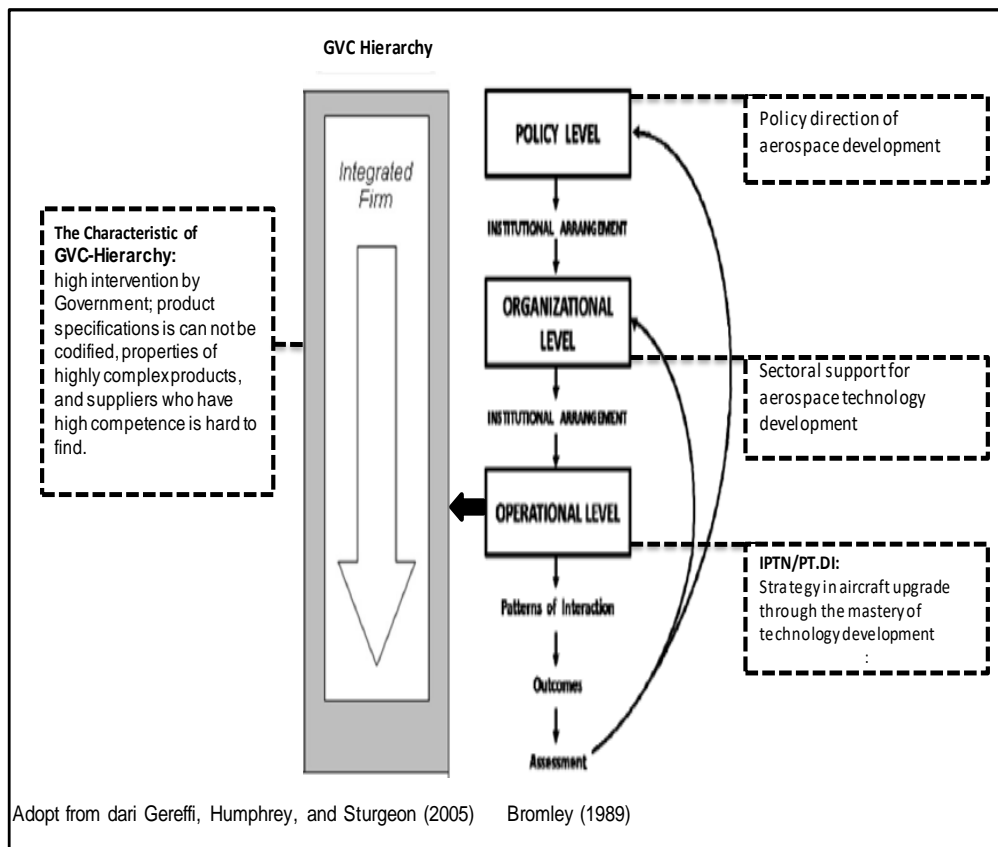 GVC Hierarchy
Integrated
Firm
The Characteristic of
GVC-Hierarchy:
high intervention by
Government; product
specifications is can not be
codified, properties of
highly complex products,
and suppliers who have
high competence is hard to
find.
POLICY LEVEL
INSTITUTIONAL ARRANGEMENT
ORGANIZATIONAL
LEVEL
INSTITUTIONAL ARRANGEMENT
OPERATIONAL LEVEL
Patterns of Interaction
Outcomes
Assessment
Policy direction of
aerospace development
Sectoral support for
aerospace technology
development
IPTN/PT.DI:
Strategy in aircraft upgrade
through the mastery of
technology development
:
Adopt from dari Gereffi, Humphrey, and Sturgeon (2005) Bromley (1989)